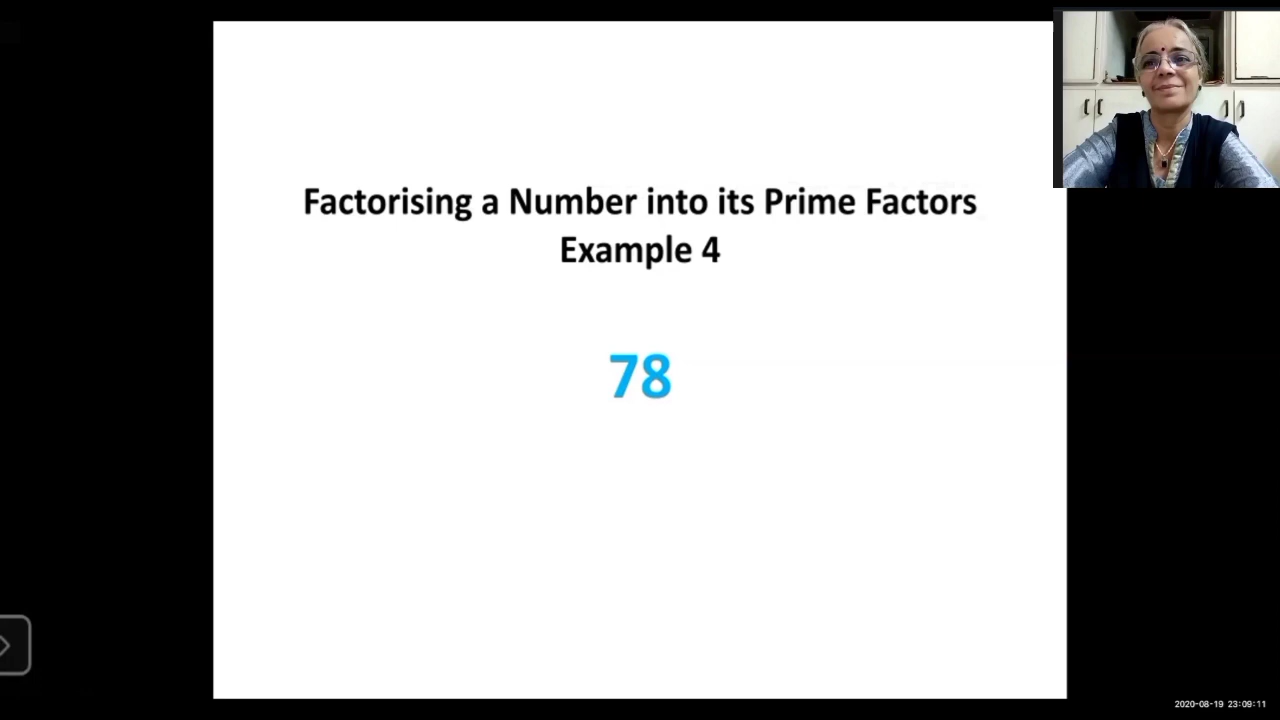 Factorising a Number into its Prime Factors
Example 4
78
2020-08-19 23:09:11